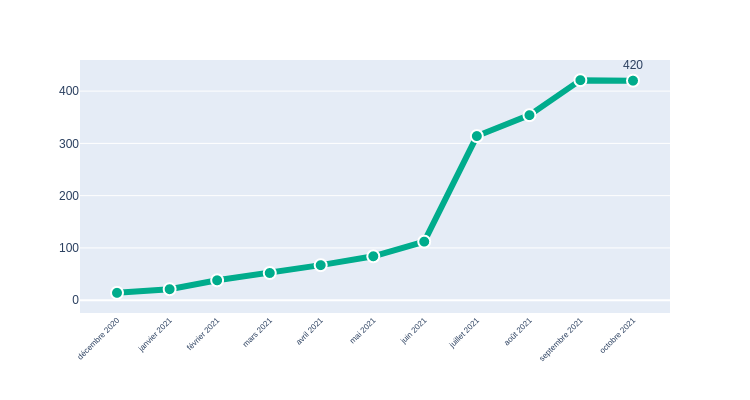 420
400
300
200
100
0
décembre 2020
janvier 2021
février 2021
mars 2021
avril 2021
mai 2021
juin 2021
juillet 2021
août 2021
septembre 2021
octobre 2021